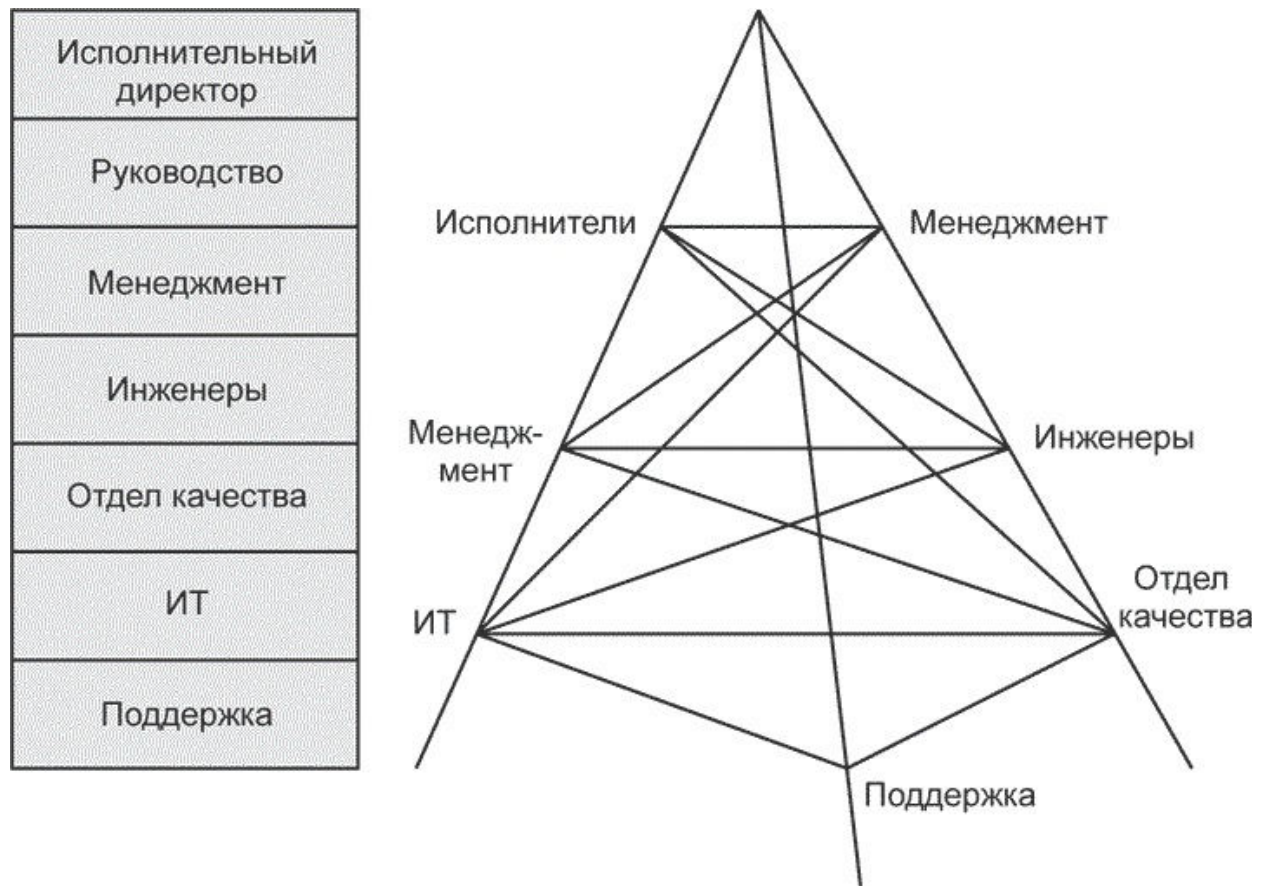 Исполнительный
директор
Руководство
Менеджмент
Инженеры
Отдел качества
ИТ
Поддержка
Исполнители
Менеджмент
Менедж-
мент
Инженеры
ИТ
Отдел
качества
Поддержка